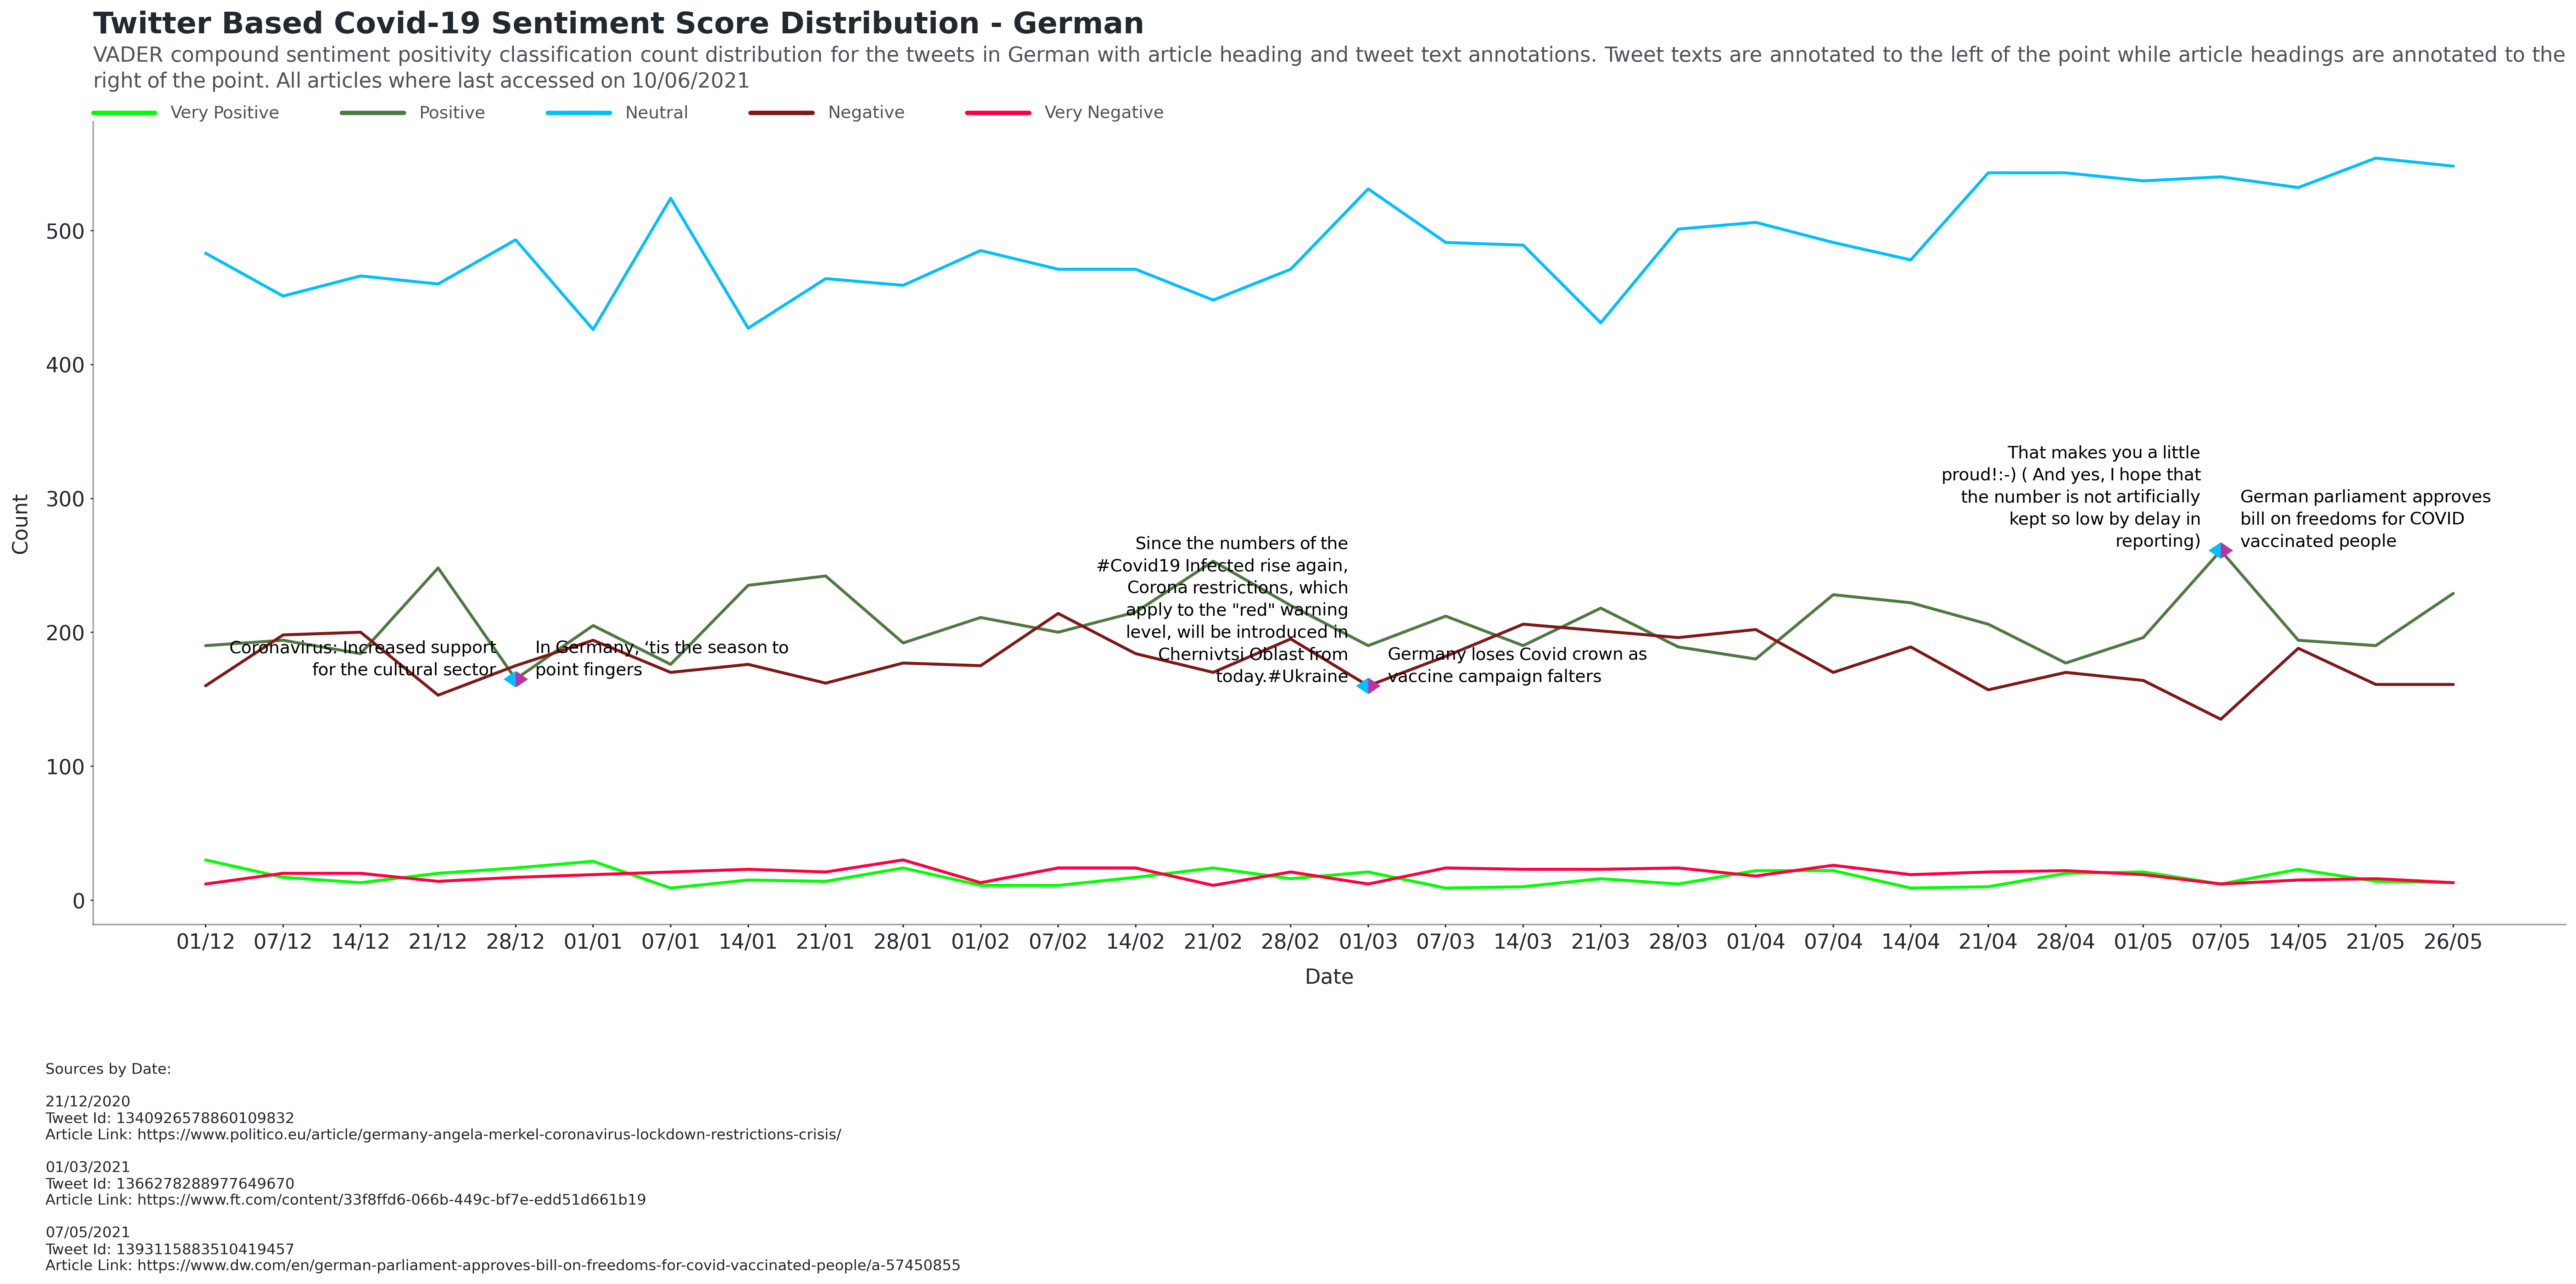 Twitter Based Covid-19 Sentiment Score Distribution - German
VADER compound sentiment positivity classification count distribution for the tweets in German with article heading and tweet text annotations. Tweet texts are annotated to the left of the point while article headings are annotated to the
right of the point. All articles where last accessed on 10/06/2021
Very Positive Positive Neutral Negative Very Negative
500
400
300
200
100
0
Count
Coronavirus: Increased support
for the cultural sector
In Germany, ‘tis the season to
point fingers
Since the numbers of the
#Covid19 Infected rise again,
Corona restrictions, which
apply to the "red" warning
level, will be introduced in
Chernivtsi Oblast from
today.#Ukraine
Germany loses Covid crown as
vaccine campaign falters
That makes you a little
proud!:-) ( And yes, I hope that
the number is not artificially
kept so low by delay in
reporting)
German parliament approves
bill on freedoms for COVID
vaccinated people
01/12 07/12 14/12 21/12 28/12 01/01 07/01 14/01 21/01 28/01 01/02 07/02 14/02 21/02 28/02 01/03 07/03 14/03 21/03 28/03 01/04 07/04 14/04 21/04 28/04 01/05 07/05 14/05 21/05 26/05
Date
Sources by Date:
21/12/2020
Tweet Id: 1340926578860109832
Article Link: https://www.politico.eu/article/germany-angela-merkel-coronavirus-lockdown-restrictions-crisis/
01/03/2021
Tweet Id: 1366278288977649670
Article Link: https://www.ft.com/content/33f8ffd6-066b-449c-bf7e-edd51d661b19
07/05/2021
Tweet Id: 1393115883510419457
Article Link: https://www.dw.com/en/german-parliament-approves-bill-on-freedoms-for-covid-vaccinated-people/a-57450855